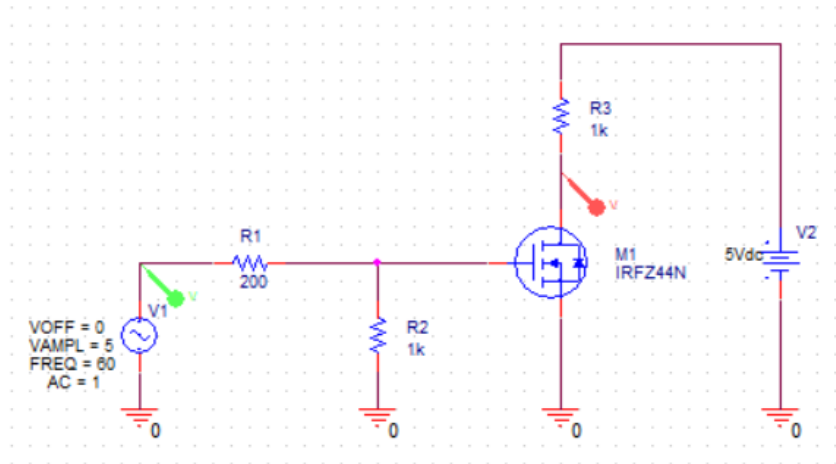 R3
1k
R1
200
M1
IRFZ44N
V2
5Vdc
V1
VOFF = 0
VAMPL = 5
FREQ = 60
AC = 1
R2
1k
V
V
0
0
0
0